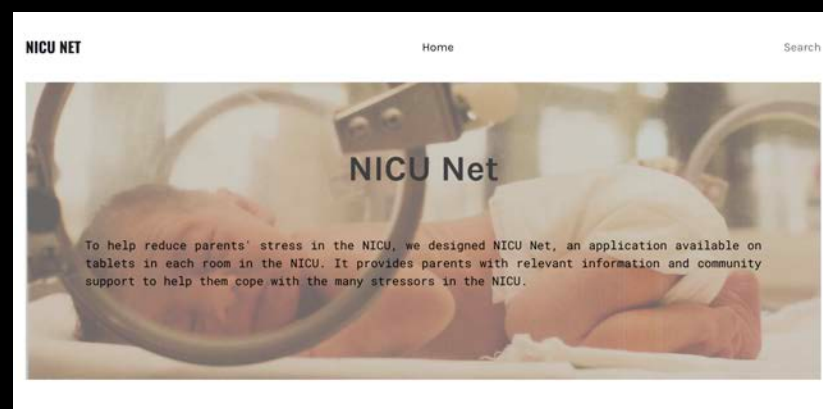 NICU NET
Home
Search
NICU Net
To help reduce parents' stress in the NICU, we designed NICU Net, an application available on
tablets in each room in the NICU. It provides parents with relevant information and community
support to help them cope with the many stressors in the NICU.